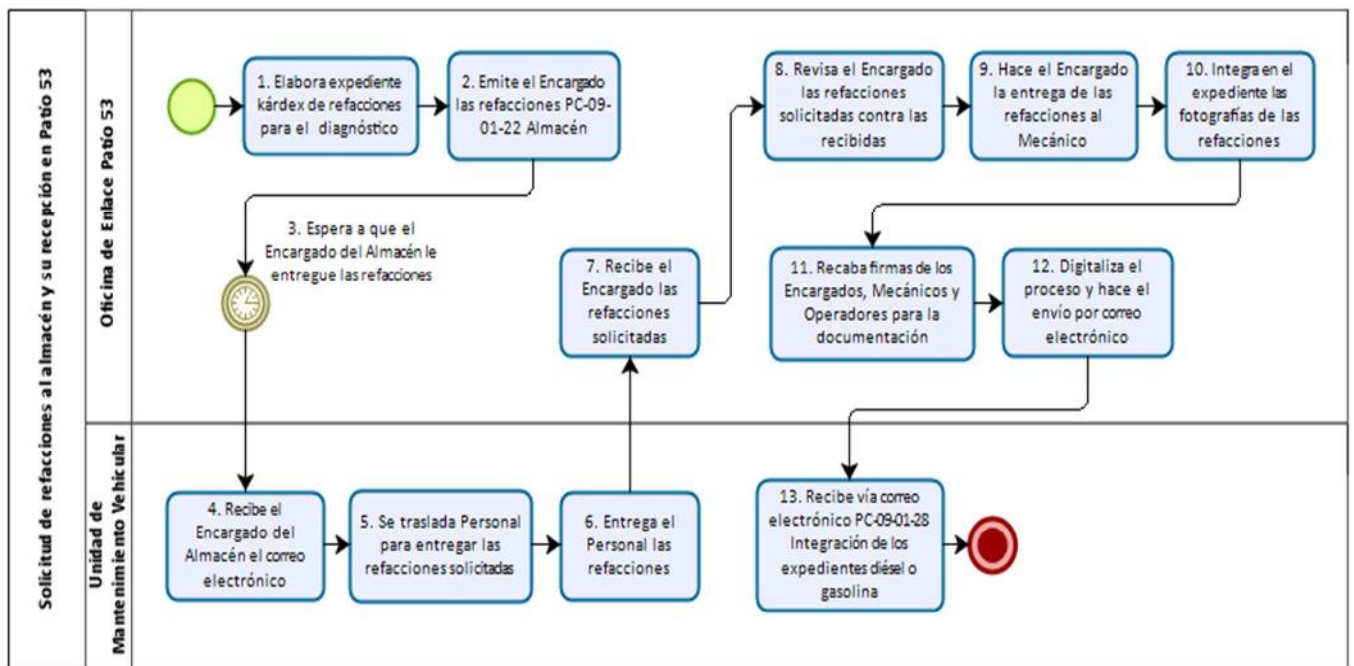 Solicitud de refacciones al almacén y su recepción en Patio 53
Oficina de Enlace Patio 53
1. Elabora expediente
kárdex de refacciones
para el diagnóstico
2. Emite el Encargado
las refacciones PC-09-
01-22 Almacén
3. Espera a que el
Encargado del Almacén le
entregue las refacciones
7. Recibe el
Encargado las
refacciones
solicitadas
8. Revisa el Encargado
las refacciones
solicitadas contra las
recibidas
9. Hace el Encargado
la entrega de las
refacciones al
Mecánico
10. Integra en el
expediente las
fotografías de las
refacciones
11. Recaba firmas de los
Encargados, Mecánicos y
Operadores para la
documentación
12. Digitaliza el
proceso y hace el
envío por correo
electrónico
Unidad de
Mantenimiento Vehicular
4. Recibe el
Encargado del
Almacén el correo
electrónico
5. Se traslada Personal
para entregar las
refacciones solicitadas
6. Entrega el
Personal las
refacciones
13. Recibe vía correo
electrónico PC-09-01-28
Integración de los
expedientes diésel o
gasolina